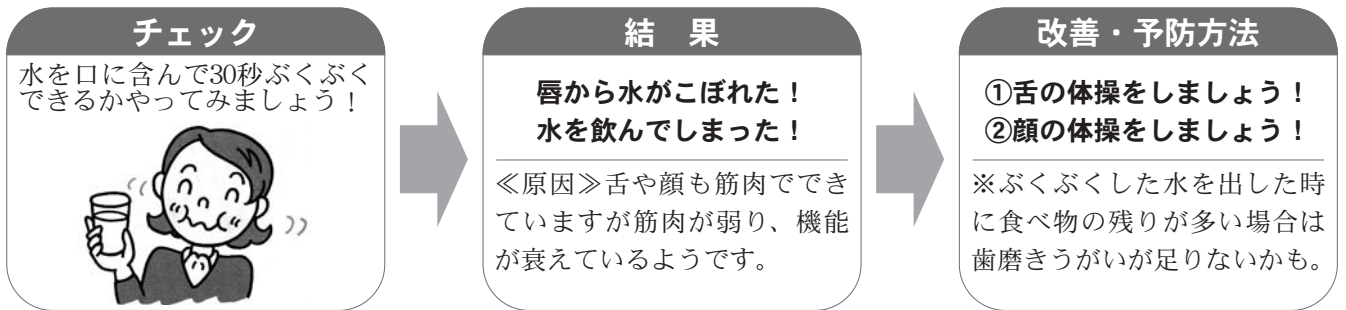 チェック
水を口に含んで30秒ぶくぶく
できるかやってみましょう！
結　果
唇から水がこぼれた！
水を飲んでしまった！
≪原因≫舌や顔も筋肉ででき
ていますが筋肉が弱り、機能
が衰えているようです。
改善・予防方法
①舌の体操をしましょう！
②顔の体操をしましょう！
※ぶくぶくした水を出した時
に食べ物の残りが多い場合は
歯磨きうがいが足りないかも。